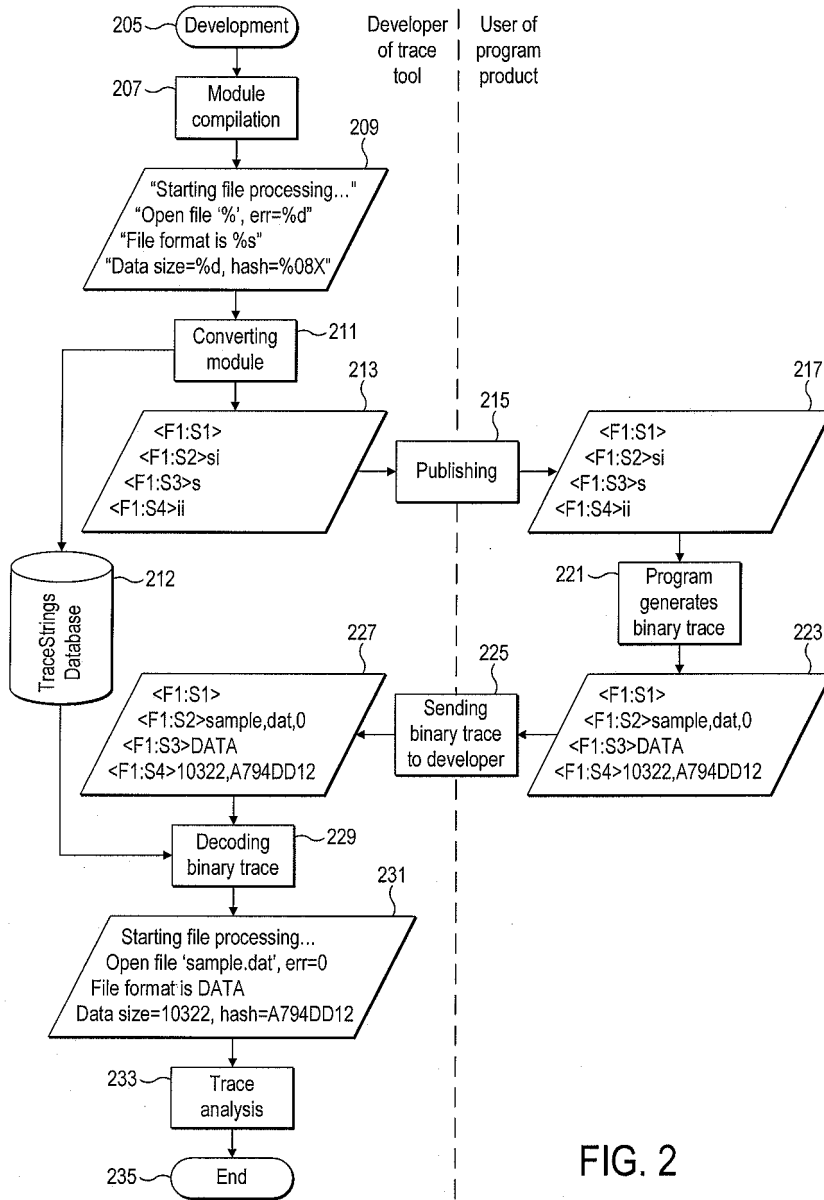 205
Development
Developer
of trace
tool
User of
program
product
207
Module
compilation
209
"Starting file processing..."
"Open file '%', err=%d"
"File format is %s"
"Data size=%d, hash=%08X"
Converting
module
211
213
<F1:S1>
<F1:S2>si
<F1:S3>s
<F1:S4>ii
215
Publishing
217
<F1:S1>
<F1:S2>si
<F1:S3>s
<F1:S4>ii
212
TraceStrings
Database
221
Program
generates
binary trace
223
<F1:S1>
<F1:S2>sample,dat,0
<F1:S3>DATA
<F1:S4>10322,A794DD12
225
Sending
binary trace
to developer
227
<F1:S1>
<F1:S2>sample,dat,0
<F1:S3>DATA
<F1:S4>10322,A794DD12
Decoding
binary trace
229
231
Starting file processing...
Open file 'sample.dat', err=0
File format is DATA
Data size=10322, hash=A794DD12
233
Trace
analysis
235
End
FIG. 2